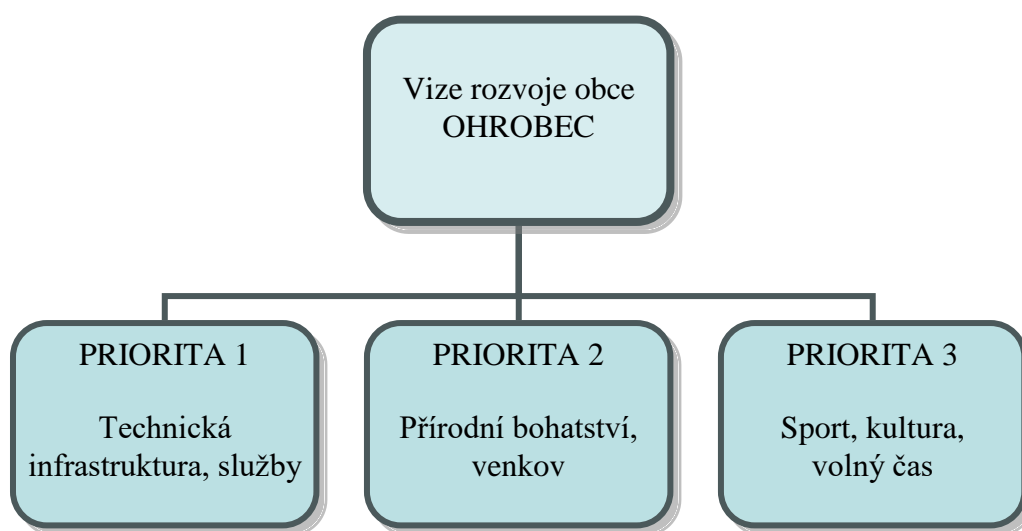 Vize rozvoje obce
OHROBEC
PRIORITA 1
Technická
infrastruktura, služby
PRIORITA 2
Přírodní bohatství,
venkov
PRIORITA 3
Sport, kultura,
volný čas